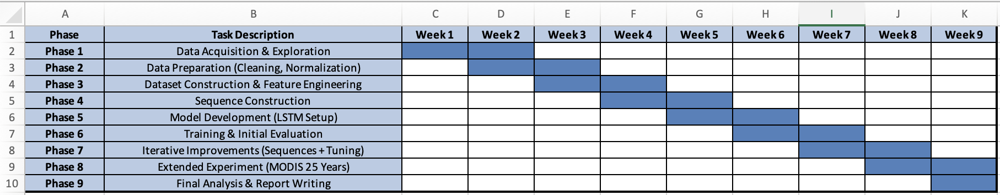 A B C D E F G H I J K
1 Phase Task Description Week 1 Week 2 Week 3 Week 4 Week 5 Week 6 Week 7 Week 8 Week 9
2 Phase 1 Data Acquisition & Exploration
3 Phase 2 Data Preparation (Cleaning, Normalization)
4 Phase 3 Dataset Construction & Feature Engineering
5 Phase 4 Sequence Construction
6 Phase 5 Model Development (LSTM Setup)
7 Phase 6 Training & Initial Evaluation
8 Phase 7 Iterative Improvements (Sequences + Tuning)
9 Phase 8 Extended Experiment (MODIS 25 Years)
10 Phase 9 Final Analysis & Report Writing